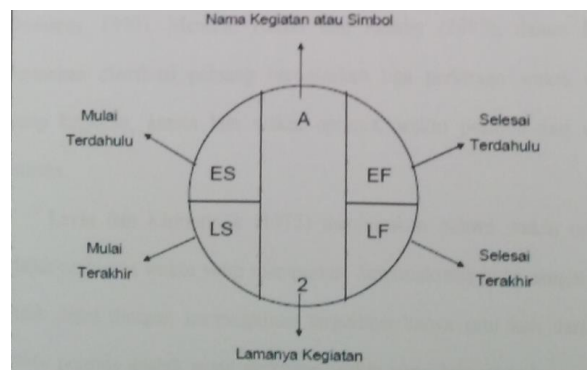 Nama Kegiatan atau Simbol
A
Mulai
Terdahulu
Selesai
Terdahulu
ES
EF
LS
LF
Mulai
Terakhir
Selesai
Terakhir
2
Lamanya Kegiatan